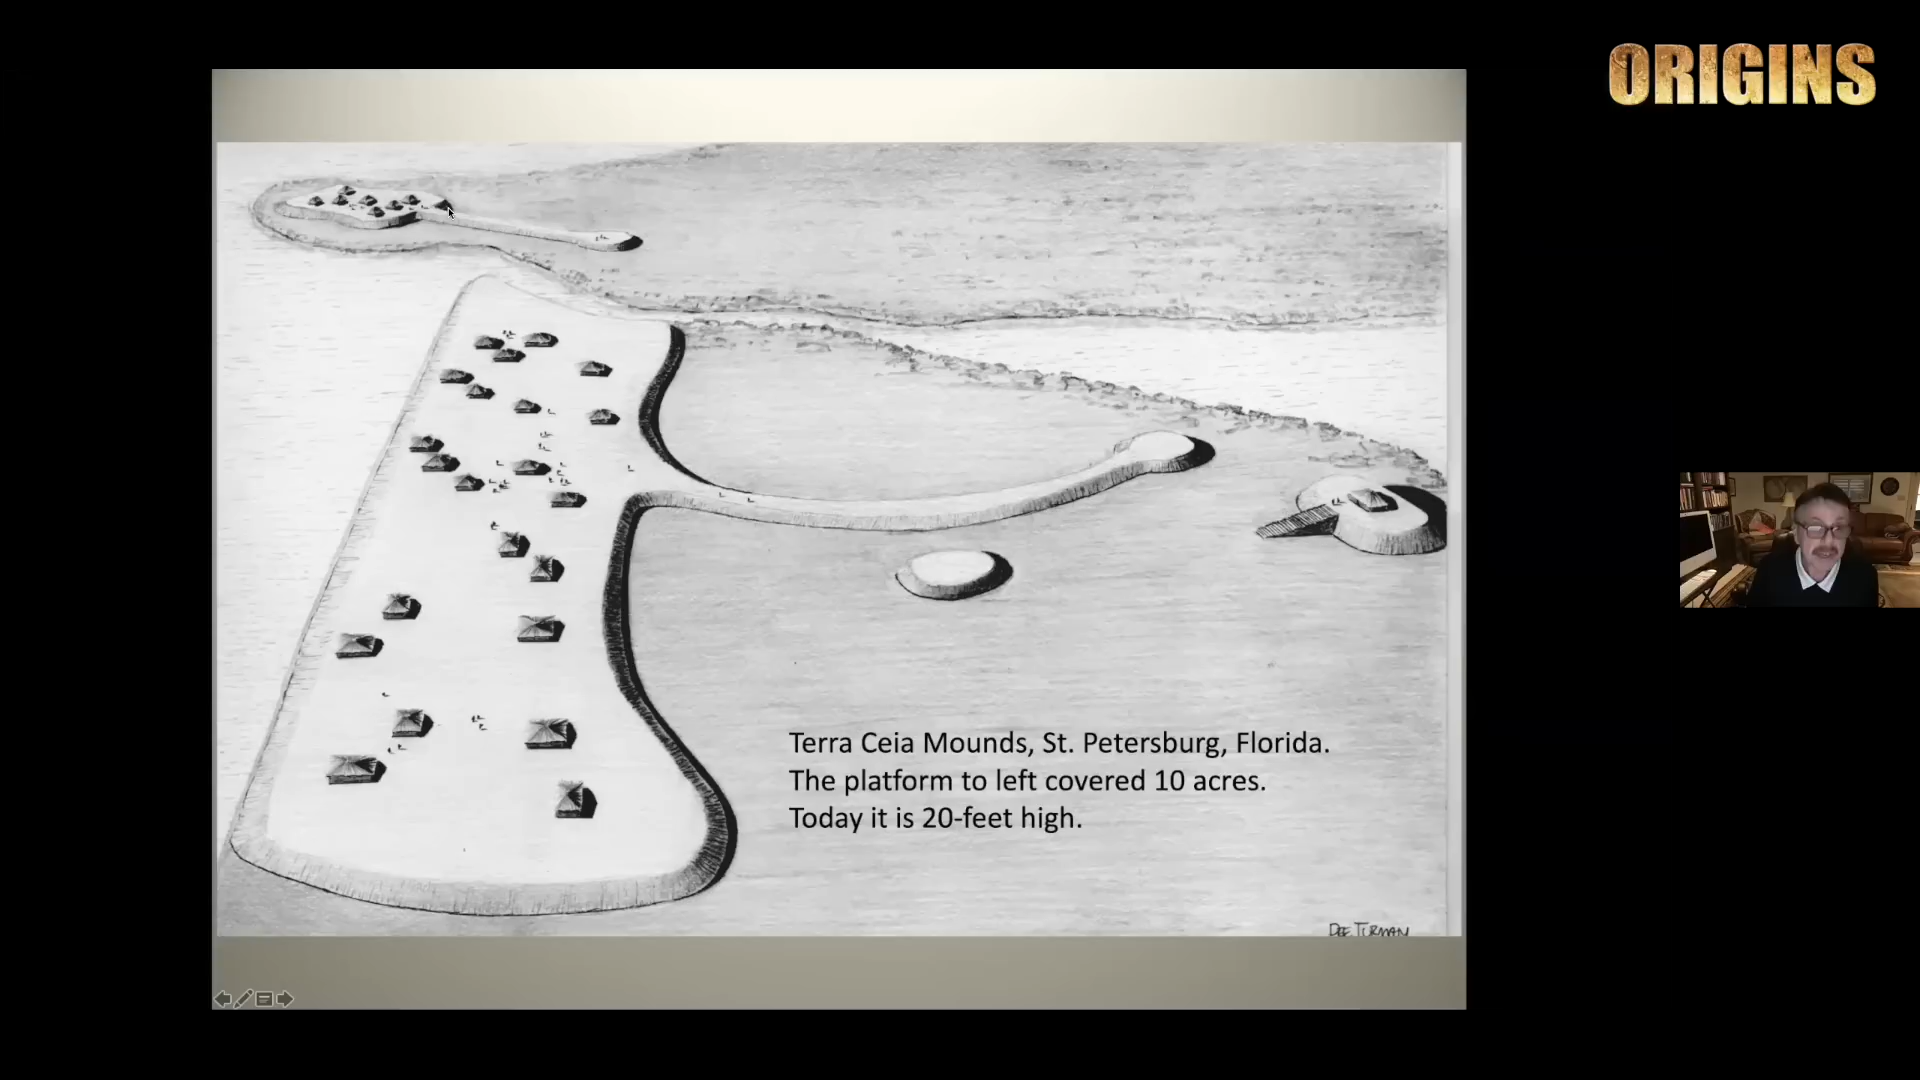 ORIGINS
Terra Ceia Mounds, St. Petersburg, Florida.
The platform to left covered 10 acres.
Today it is 20-feet high.
DEE TURMAN